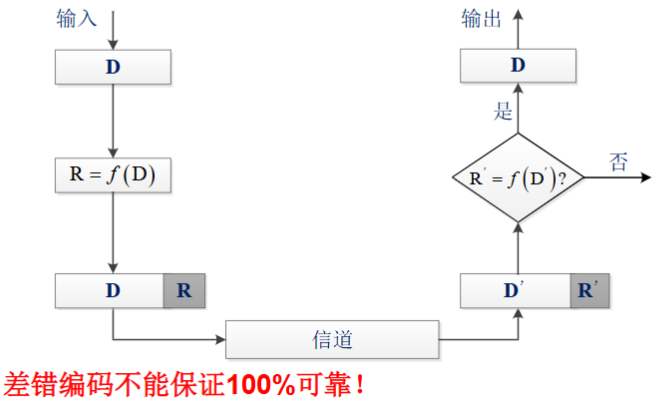 输入
D
R = f(D)
D R
信道
D' R'
R' = f(D')?
是
否
D
输出
差错编码不能保证100%可靠！